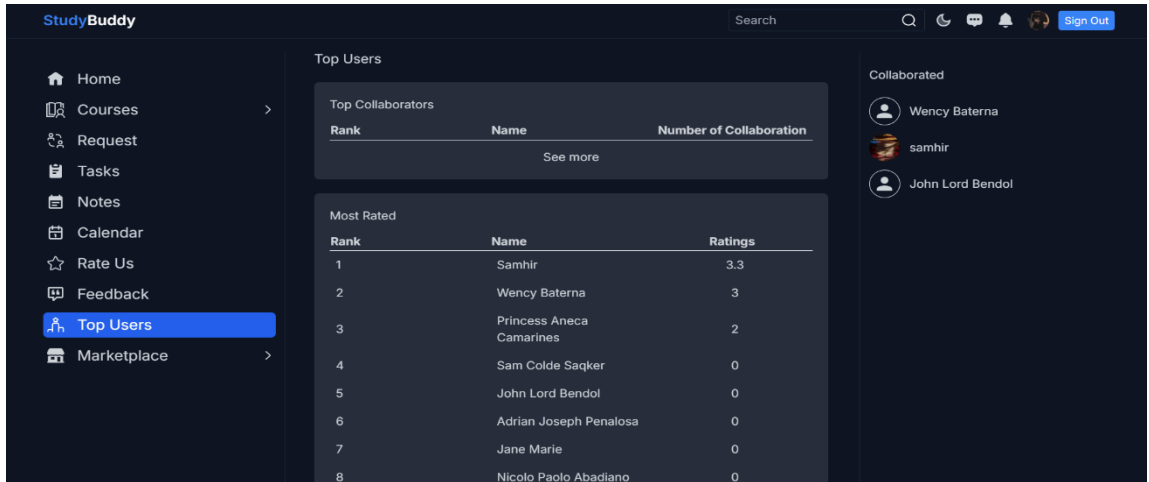 StudyBuddy
Search
Sign Out
Home
Courses
Request
Tasks
Notes
Calendar
Rate Us
Feedback
Top Users
Marketplace
Top Users
Top Collaborators
Rank Name Number of Collaboration
See more
Most Rated
Rank Name Ratings
1 Samhir 3.3
2 Wency Baterna 3
3 Princess Aneca
Camarines 2
4 Sam Colde Saqker 0
5 John Lord Bendol 0
6 Adrian Joseph Penalosa 0
7 Jane Marie 0
8 Nicolo Paolo Abadiano 0
Collaborated
Wency Baterna
samhir
John Lord Bendol